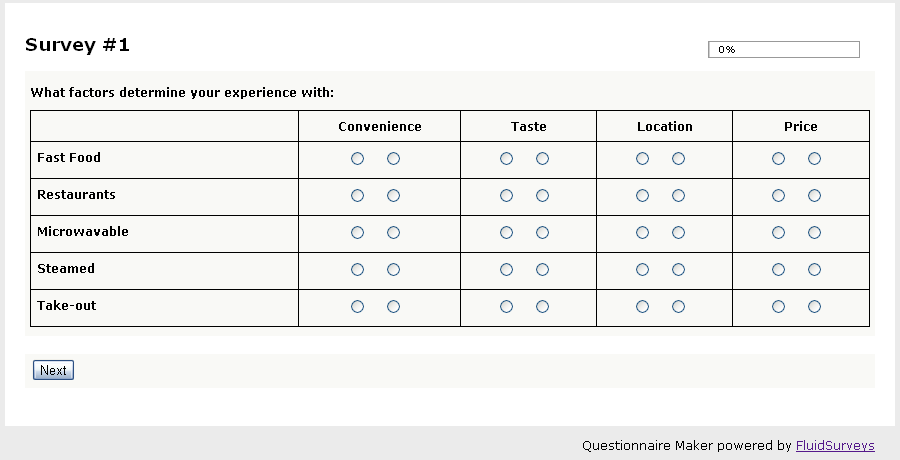 Survey #1
0%
What factors determine your experience with:
Convenience Taste Location Price
Fast Food
Restaurants
Microwavable
Steamed
Take-out
Next
Questionnaire Maker powered by FluidSurveys